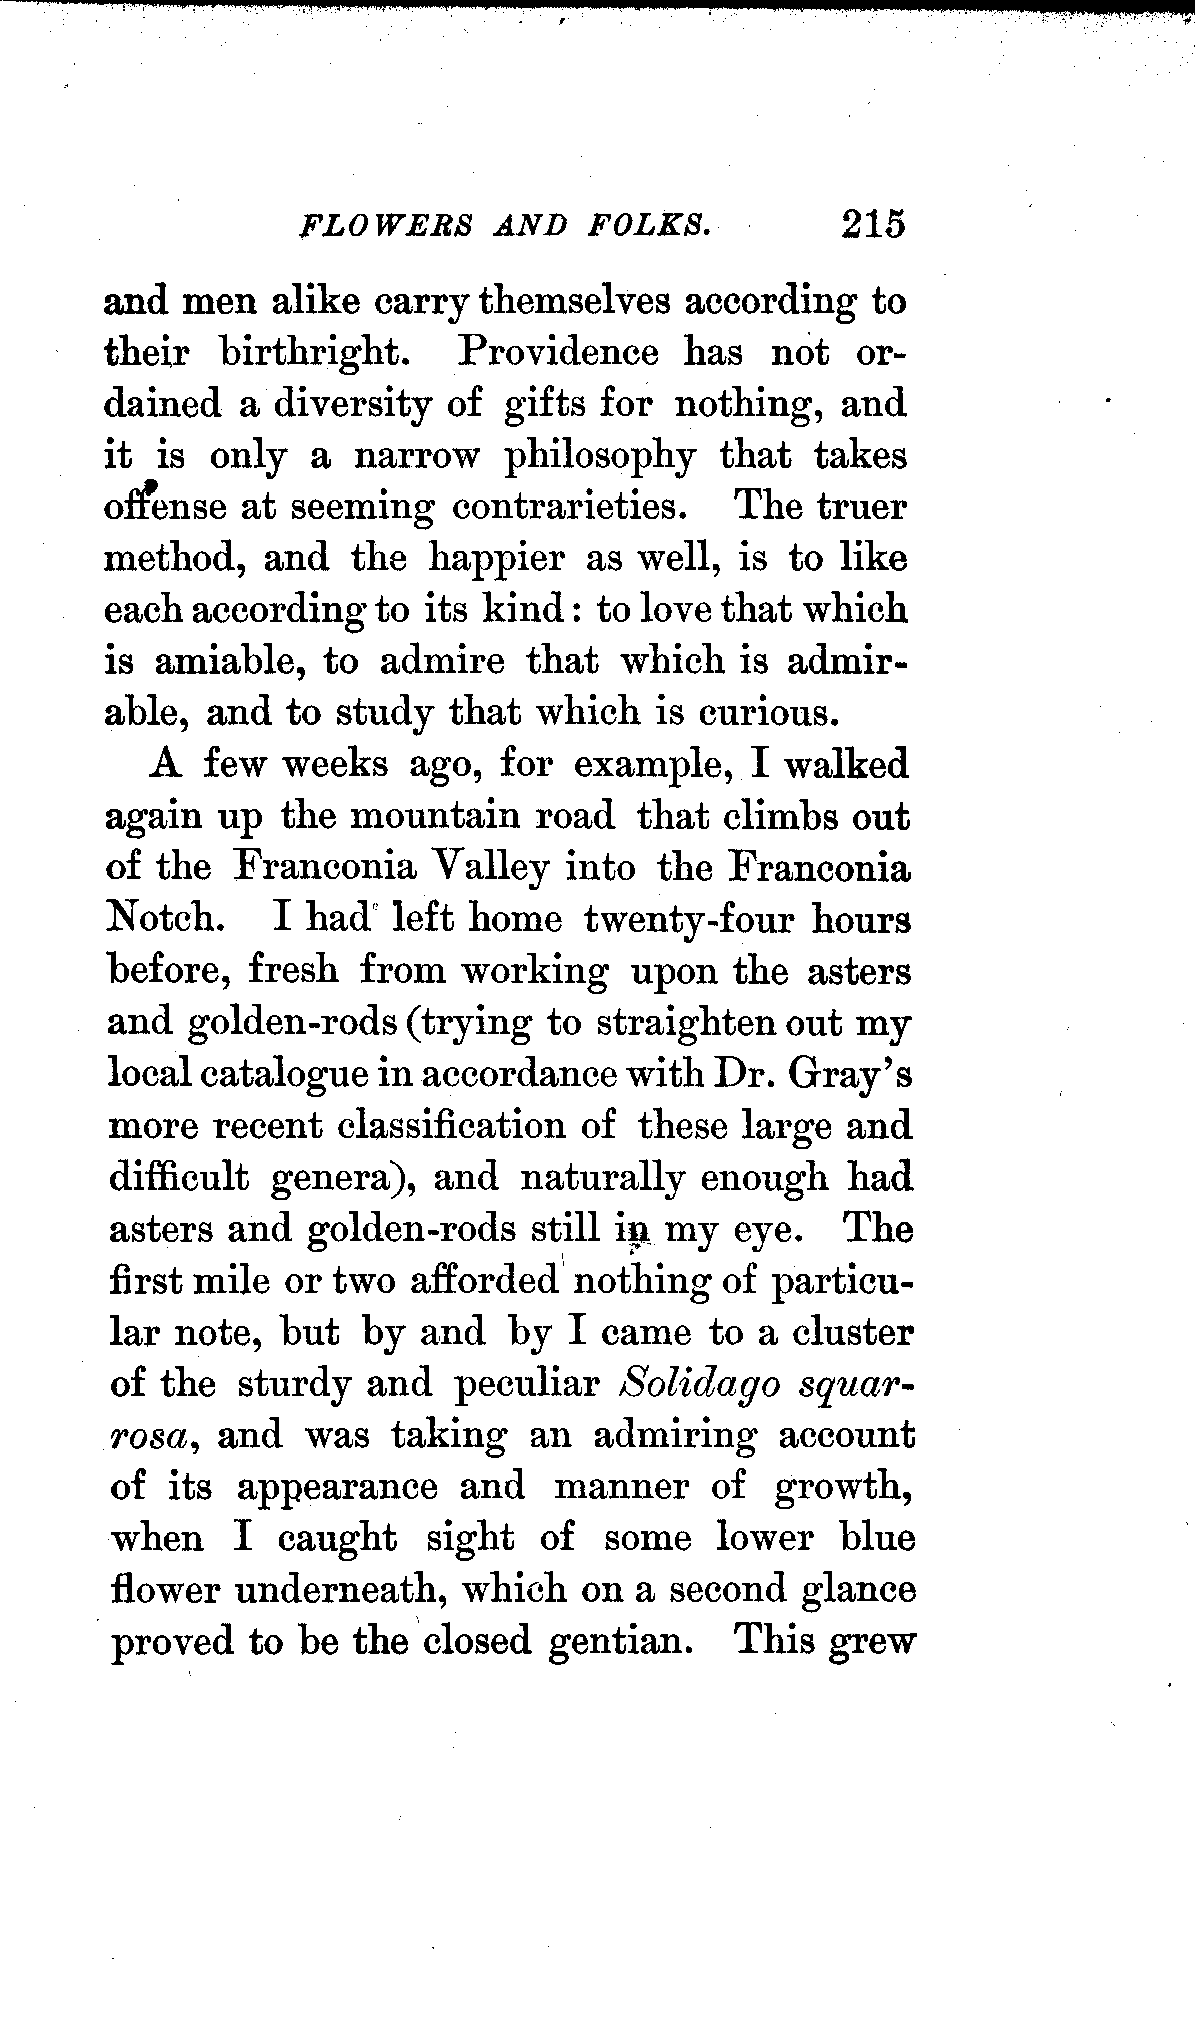 FLOWERS AND FOLKS. 215
and men alike carry themselves according to
their birthright. Providence has not or-
dained a diversity of gifts for nothing, and
it is only a narrow philosophy that takes
offense at seeming contrarieties. The truer
method, and the happier as well, is to like
each according to its kind: to love that which
is amiable, to admire that which is admir-
able, and to study that which is curious.
A few weeks ago, for example, I walked
again up the mountain road that climbs out
of the Franconia Valley into the Franconia
Notch. I had left home twenty-four hours
before, fresh from working upon the asters
and golden-rods (trying to straighten out my
local catalogue in accordance with Dr. Gray's
more recent classification of these large and
difficult genera), and naturally enough had
asters and golden-rods still in my eye. The
first mile or two afforded nothing of particu-
lar note, but by and by I came to a cluster
of the sturdy and peculiar Solidago squar-
rosa, and was taking an admiring account
of its appearance and manner of growth,
when I caught sight of some lower blue
flower underneath, which on a second glance
proved to be the closed gentian. This grew